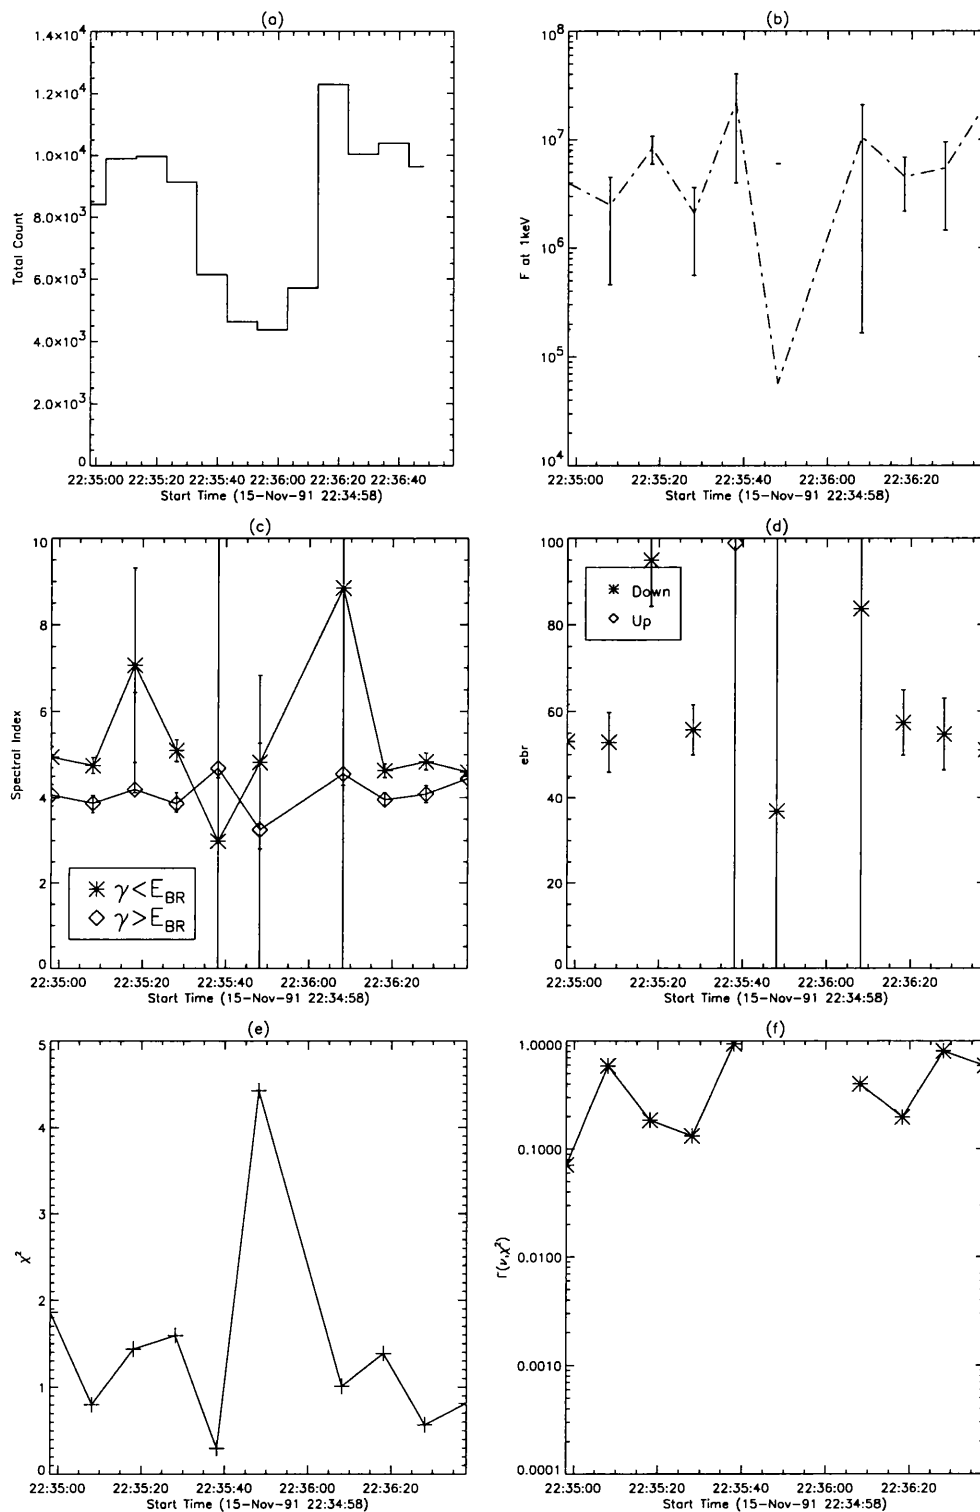 (a)
1.4×10⁴
1.2×10⁴
1.0×10⁴
8.0×10³
6.0×10³
4.0×10³
2.0×10³
0
Total Count
22:35:00 22:35:20 22:35:40 22:36:00 22:36:20 22:36:40
Start Time (15-Nov-91 22:34:58)
(b)
10⁸
10⁷
10⁶
10⁵
10⁴
F at 1keV
22:35:00 22:35:20 22:35:40 22:36:00 22:36:20
Start Time (15-Nov-91 22:34:58)
(c)
10
8
6
4
2
0
Spectral Index
γ<E_BR
γ>E_BR
22:35:00 22:35:20 22:35:40 22:36:00 22:36:20
Start Time (15-Nov-91 22:34:58)
(d)
100
80
60
40
20
0
ebr
Down
Up
22:35:00 22:35:20 22:35:40 22:36:00 22:36:20
Start Time (15-Nov-91 22:34:58)
(e)
5
4
3
2
1
0
χ²
22:35:00 22:35:20 22:35:40 22:36:00 22:36:20
Start Time (15-Nov-91 22:34:58)
(f)
1.0000
0.1000
0.0100
0.0010
0.0001
Γ(ν,χ²)
22:35:00 22:35:20 22:35:40 22:36:00 22:36:20
Start Time (15-Nov-91 22:34:58)